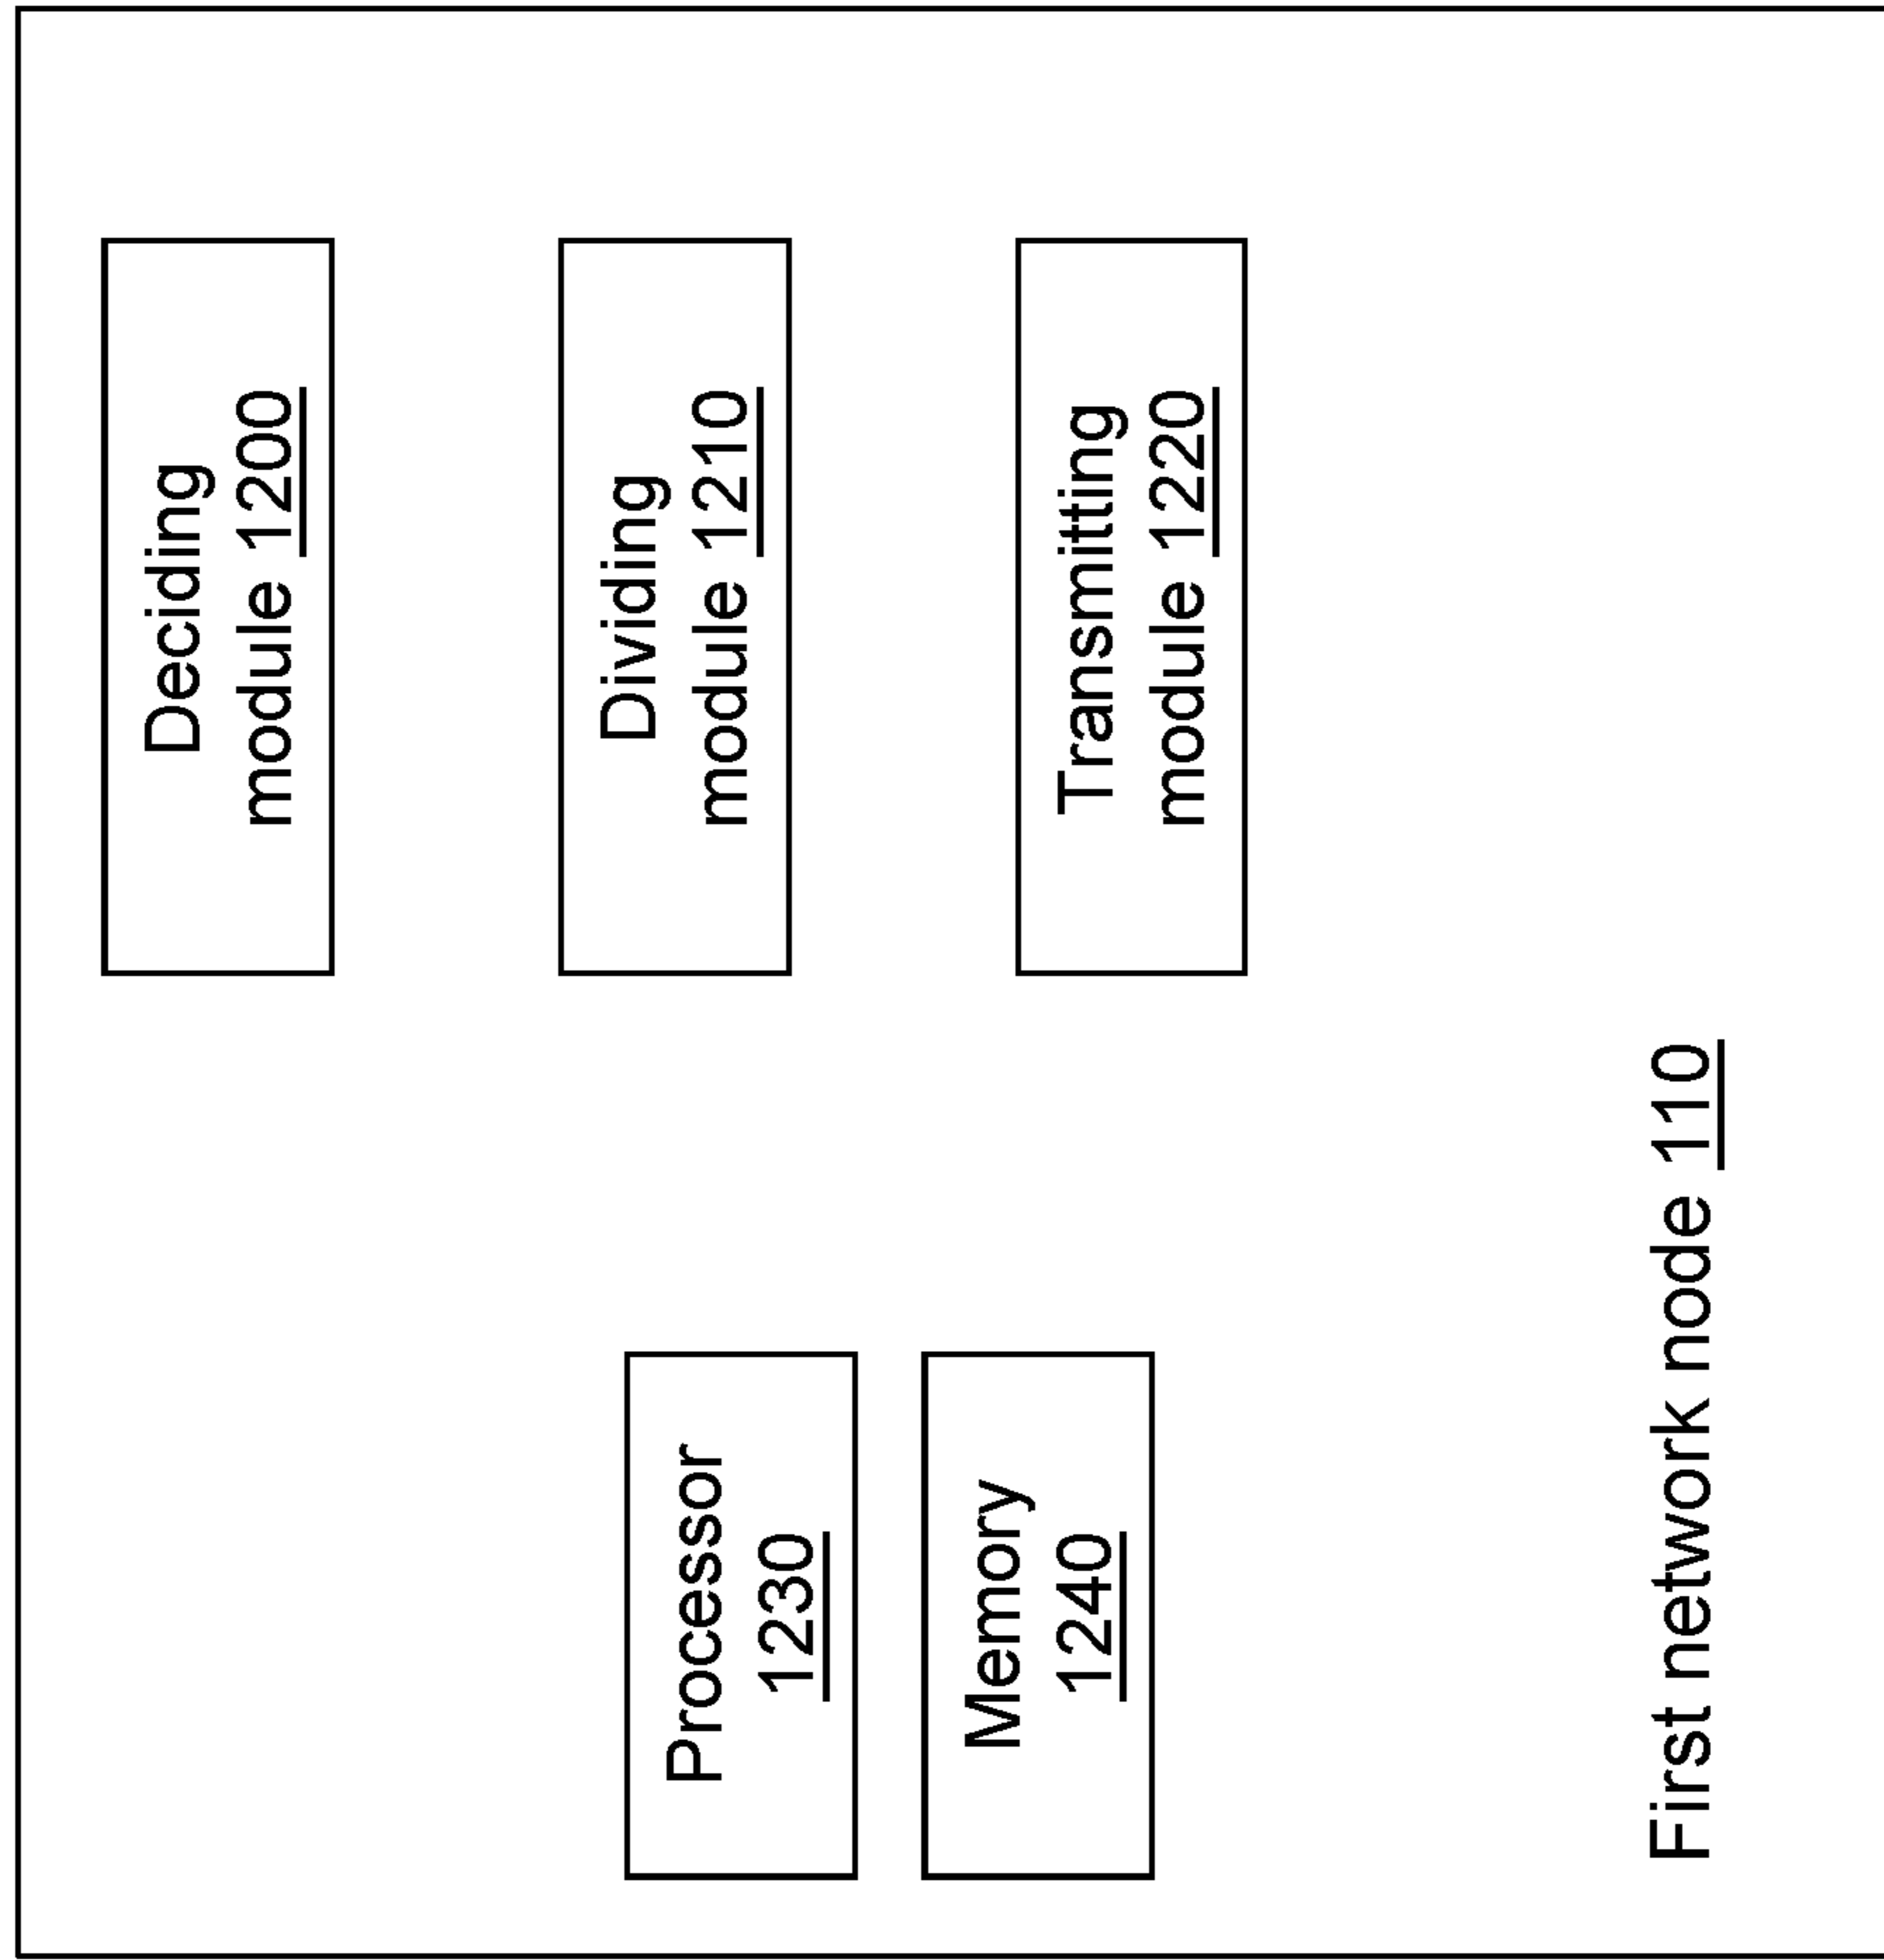 Processor
1230
Memory
1240
Deciding
module 1200
Dividing
module 1210
Transmitting
module 1220
First network node 110